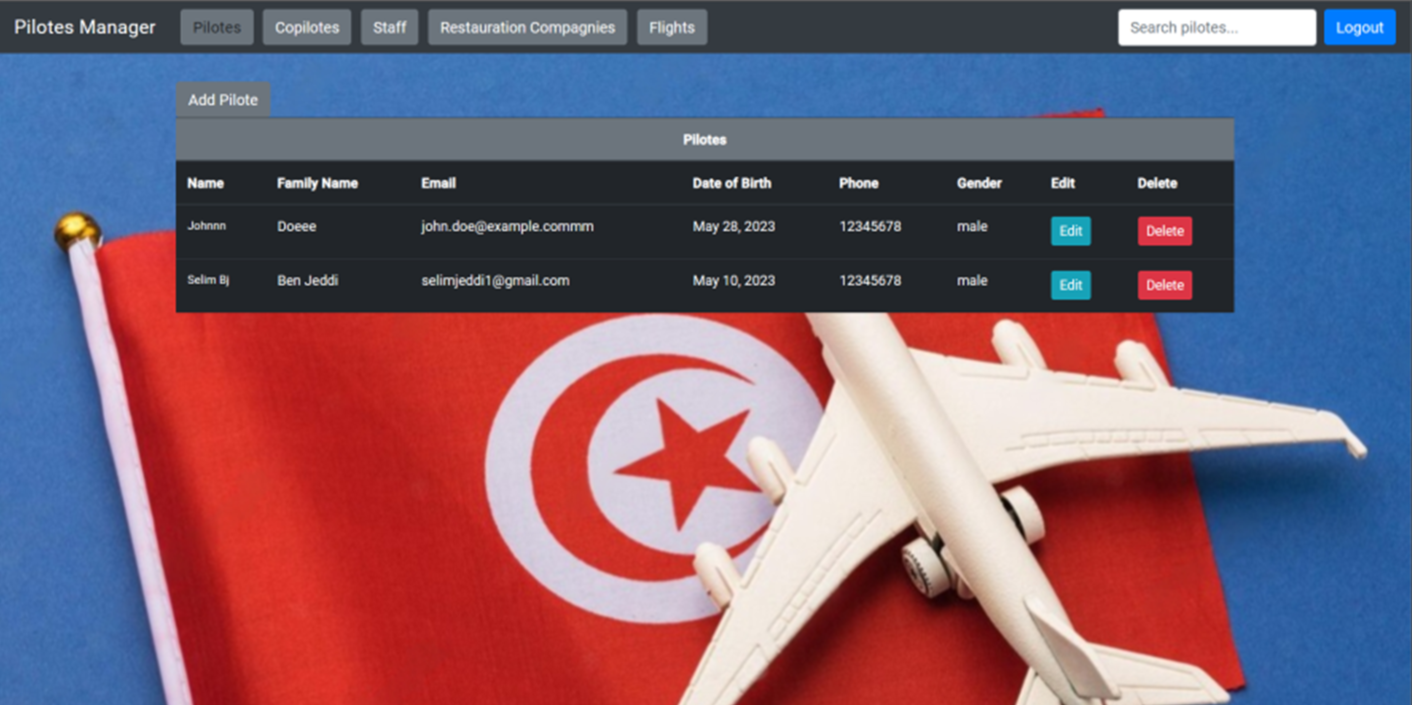 Pilotes Manager Pilotes Copilotes Staff Restauration Compagnies Flights Search pilotes... Logout
Add Pilote
Pilotes
Name Family Name Email Date of Birth Phone Gender Edit Delete
Johnnn Doeee john.doe@example.commm May 28, 2023 12345678 male Edit Delete
Selim Bj Ben Jeddi selimjeddi1@gmail.com May 10, 2023 12345678 male Edit Delete